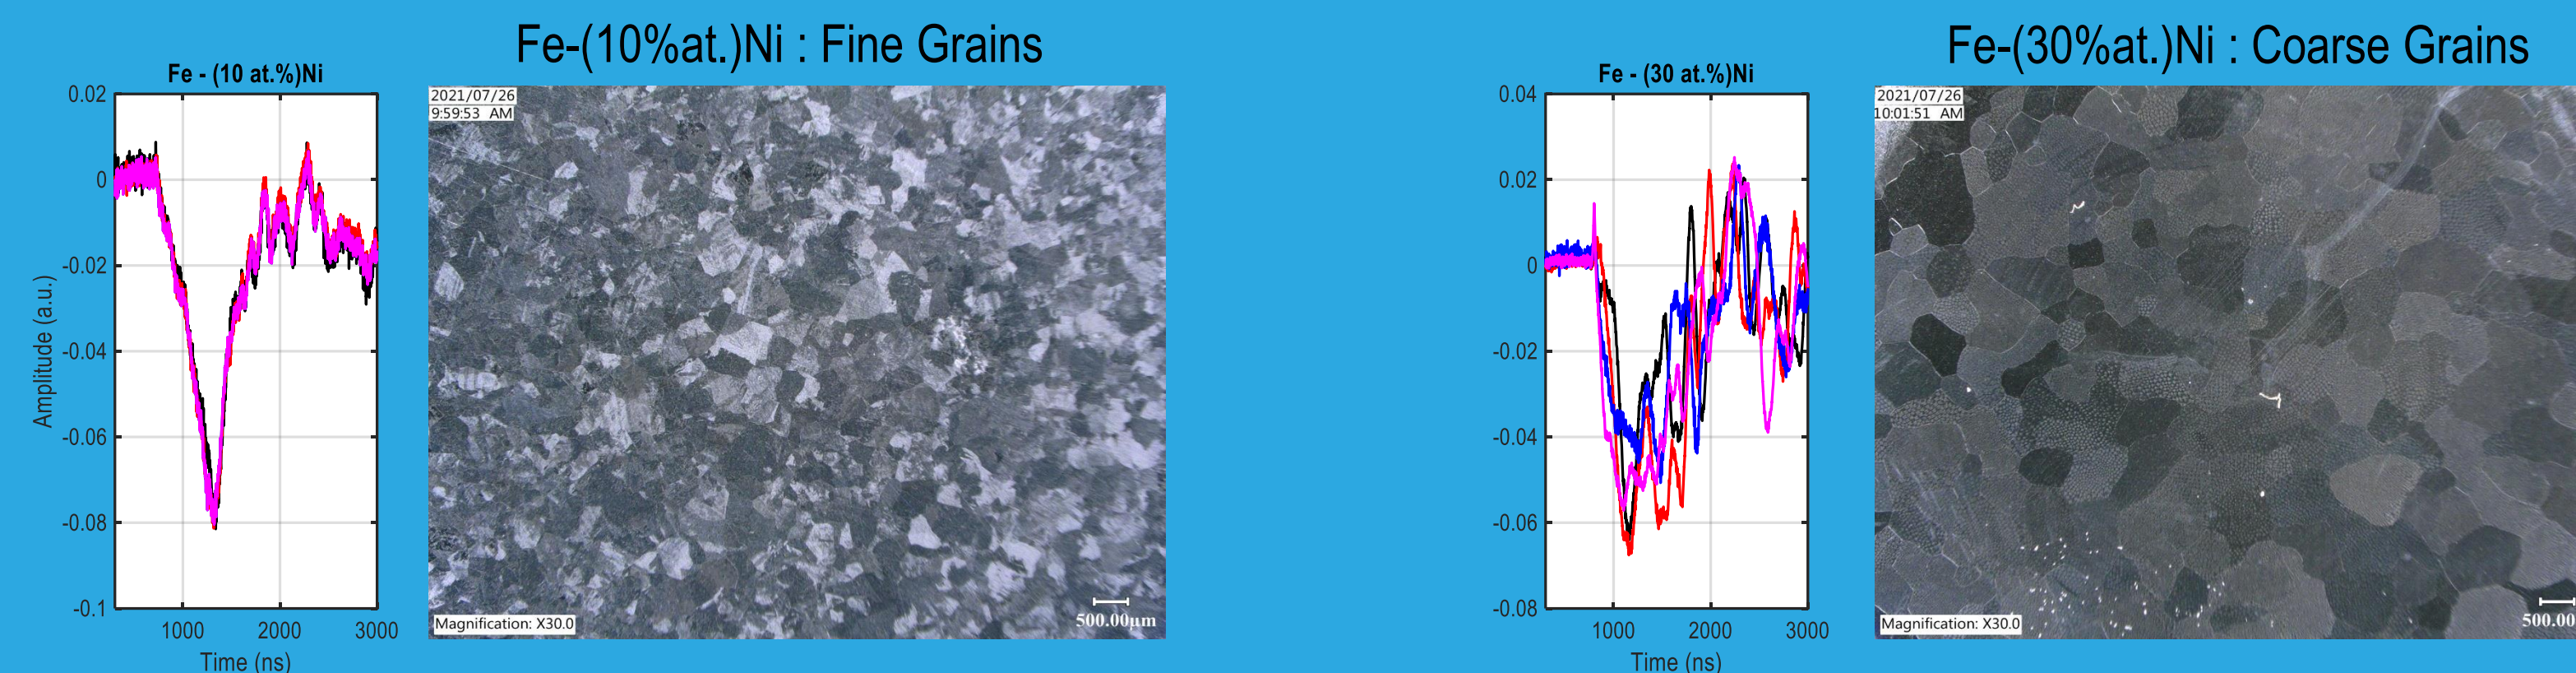 Fe-(10%at.)Ni : Fine Grains
Fe - (10 at.%)Ni
0.02
0
-0.02
-0.04
-0.06
-0.08
-0.1
Amplitude (a.u.)
1000 2000 3000
Time (ns)
2021/07/26
9:59:53 AM
Magnification: X30.0
500.00µm
Fe-(30%at.)Ni : Coarse Grains
Fe - (30 at.%)Ni
0.04
0.02
0
-0.02
-0.04
-0.06
-0.08
1000 2000 3000
Time (ns)
2021/07/26
10:01:51 AM
Magnification: X30.0
500.00